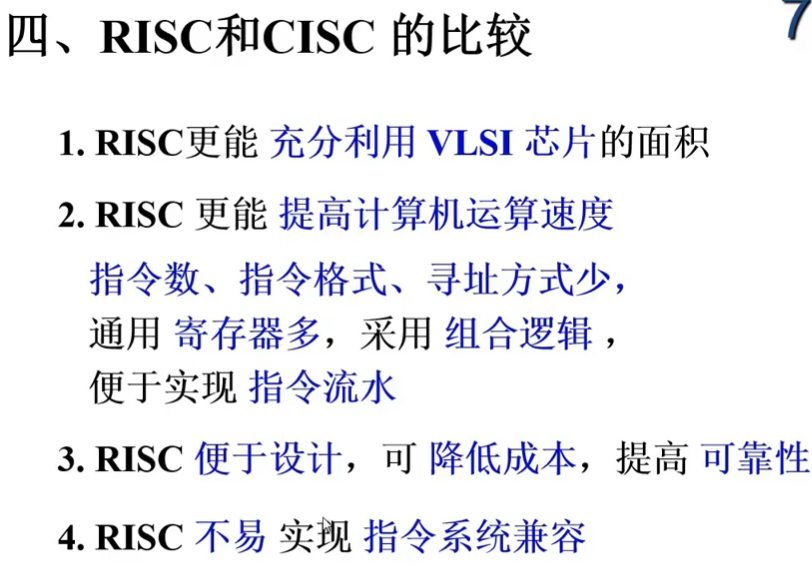 7
四、RISC和CISC 的比较
1. RISC更能 充分利用 VLSI 芯片的面积
2. RISC 更能 提高计算机运算速度
指令数、指令格式、寻址方式少，
通用 寄存器多，采用 组合逻辑 ，
便于实现 指令流水
3. RISC 便于设计，可 降低成本，提高 可靠性
4. RISC 不易 实现 指令系统兼容